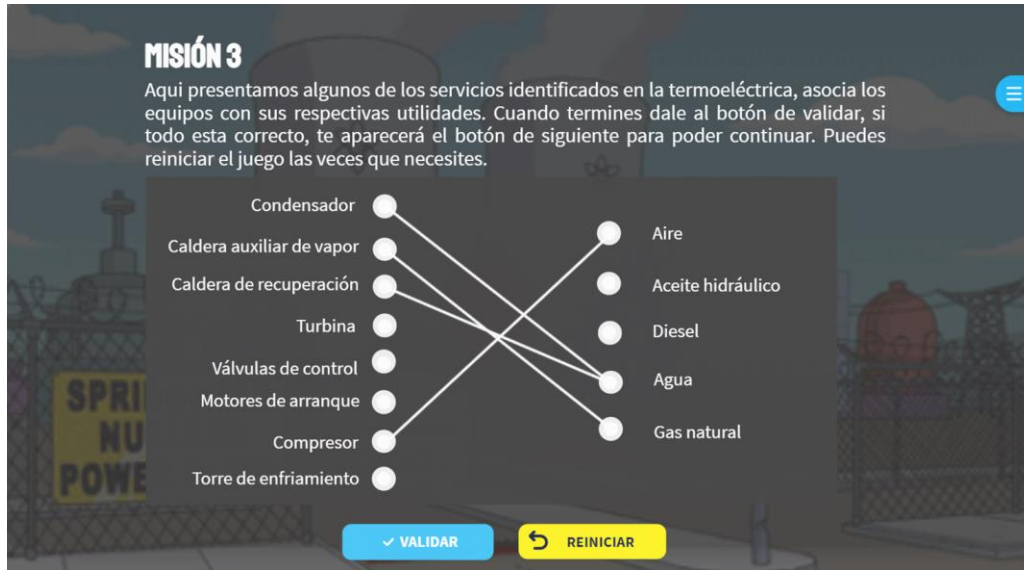 MISIÓN 3
Aqui presentamos algunos de los servicios identificados en la termoeléctrica, asocia los
equipos con sus respectivas utilidades. Cuando termines dale al botón de validar, si
todo esta correcto, te aparecerá el botón de siguiente para poder continuar. Puedes
reiniciar el juego las veces que necesites.
Condensador
Caldera auxiliar de vapor
Caldera de recuperación
Turbina
Válvulas de control
Motores de arranque
Compresor
Torre de enfriamiento
Aire
Aceite hidráulico
Diesel
Agua
Gas natural
SPRI
NU
POWE
VALIDAR
REINICIAR